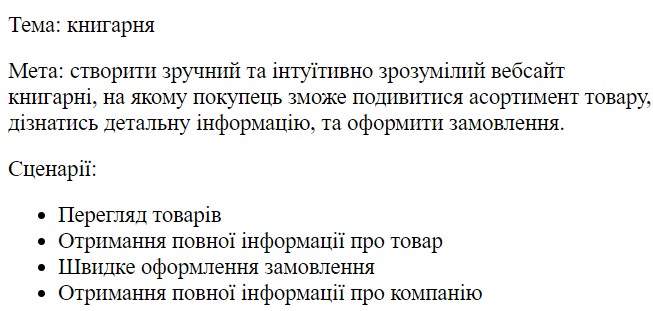 Тема: книгарня
Мета: створити зручний та інтуїтивно зрозумілий вебсайт
книгарні, на якому покупець зможе подивитися асортимент товару,
дізнатись детальну інформацію, та оформити замовлення.
Сценарії:
• Перегляд товарів
• Отримання повної інформації про товар
• Швидке оформлення замовлення
• Отримання повної інформації про компанію